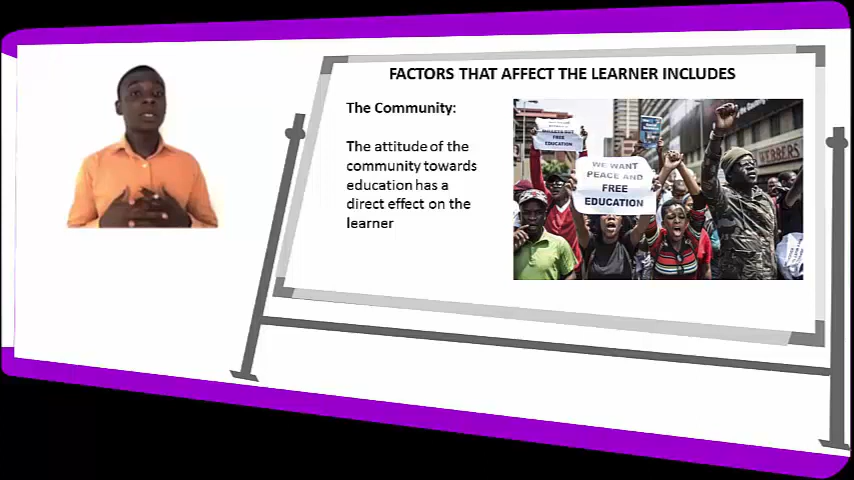 FACTORS THAT AFFECT THE LEARNER INCLUDES
The Community:
The attitude of the
community towards
education has a
direct effect on the
learner
FREE
EDUCATION
WE WANT
PEACE AND
FREE
EDUCATION
WEBBERS